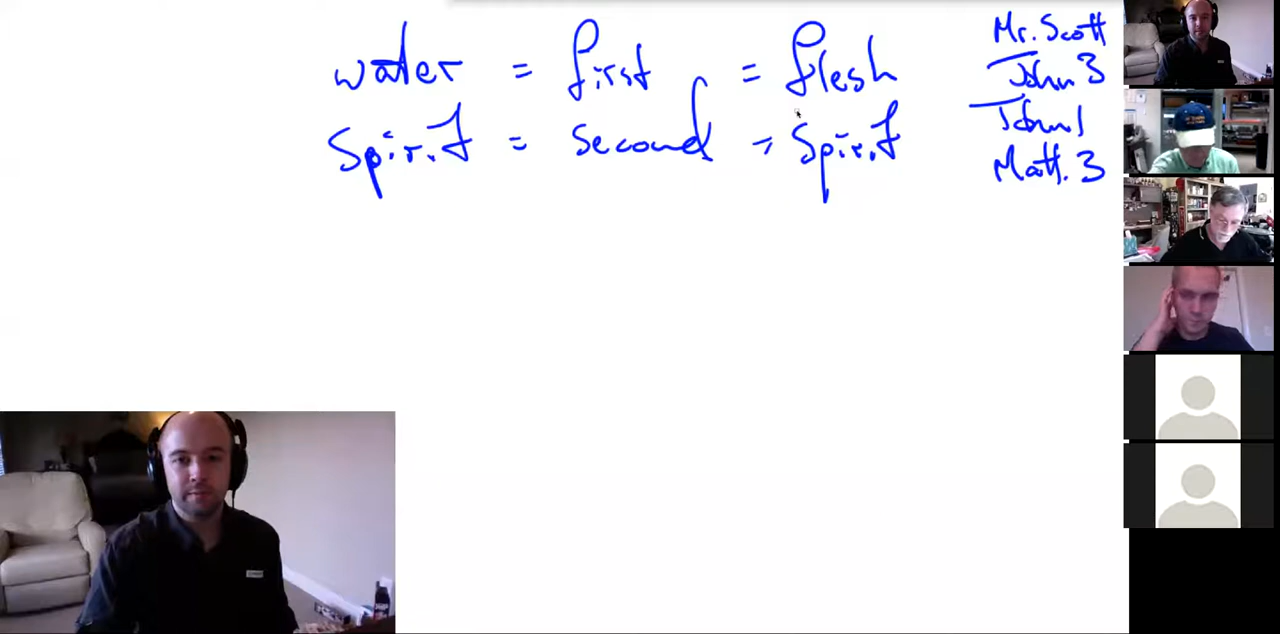 water = first = flesh
Spirit = second = Spirit
Mr. Scott
John 3
John 1
Matt. 3